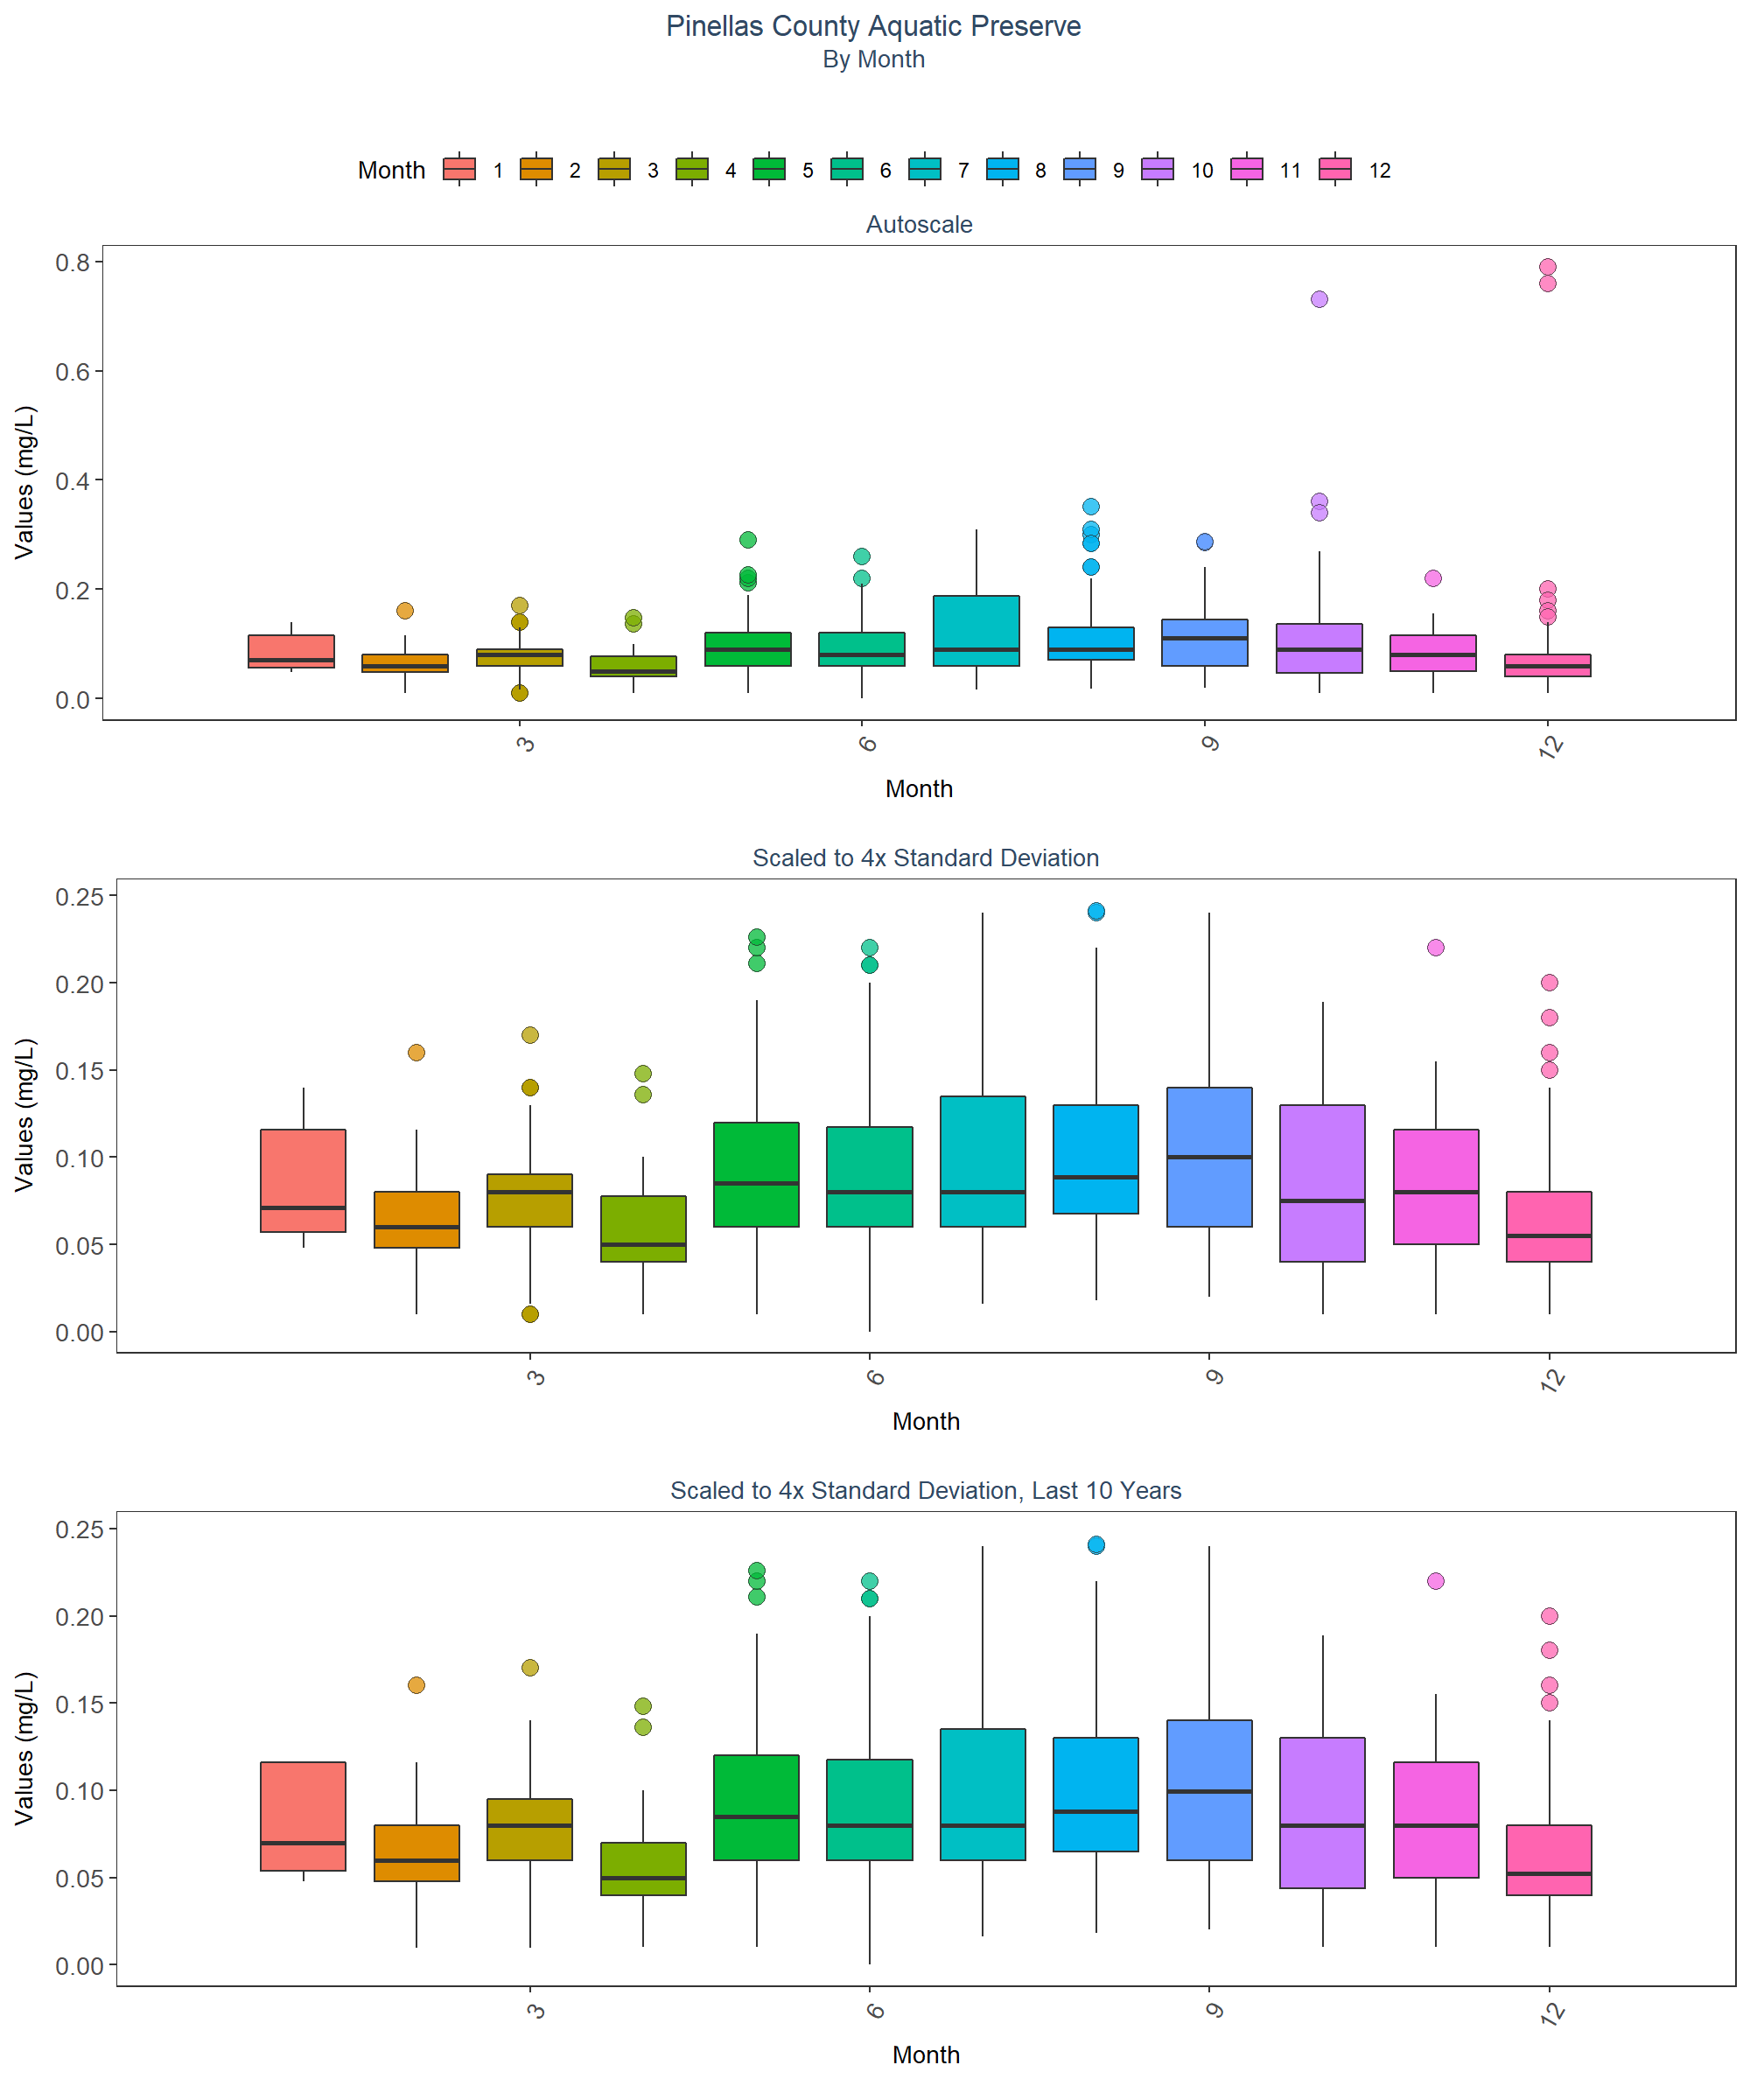 Pinellas County Aquatic Preserve
By Month
Month 1 2 3 4 5 6 7 8 9 10 11 12
Autoscale
Values (mg/L)
0.8
0.6
0.4
0.2
0.0
3 6 9 12
Month
Scaled to 4x Standard Deviation
Values (mg/L)
0.25
0.20
0.15
0.10
0.05
0.00
3 6 9 12
Month
Scaled to 4x Standard Deviation, Last 10 Years
Values (mg/L)
0.25
0.20
0.15
0.10
0.05
0.00
3 6 9 12
Month